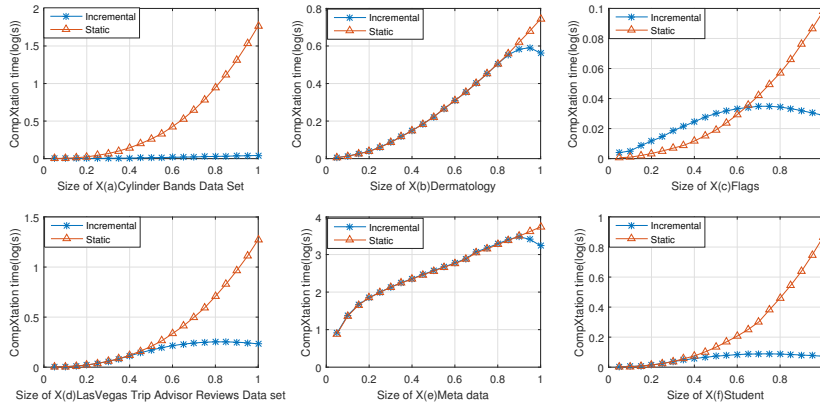 2
1.5
1
0.5
0
CompXtation time(log(s))
Incremental
Static
0 0.2 0.4 0.6 0.8 1
Size of X(a)Cylinder Bands Data Set
0.8
0.6
0.4
0.2
0
CompXtation time(log(s))
Incremental
Static
0 0.2 0.4 0.6 0.8 1
Size of X(b)Dermatology
0.1
0.08
0.06
0.04
0.02
0
CompXtation time(log(s))
Incremental
Static
0 0.2 0.4 0.6 0.8 1
Size of X(c)Flags
1.5
1
0.5
0
CompXtation time(log(s))
Incremental
Static
0 0.2 0.4 0.6 0.8 1
Size of X(d)LasVegas Trip Advisor Reviews Data set
4
3
2
1
0
CompXtation time(log(s))
Incremental
Static
0 0.2 0.4 0.6 0.8 1
Size of X(e)Meta data
1
0.8
0.6
0.4
0.2
0
CompXtation time(log(s))
Incremental
Static
0 0.2 0.4 0.6 0.8 1
Size of X(f)Student